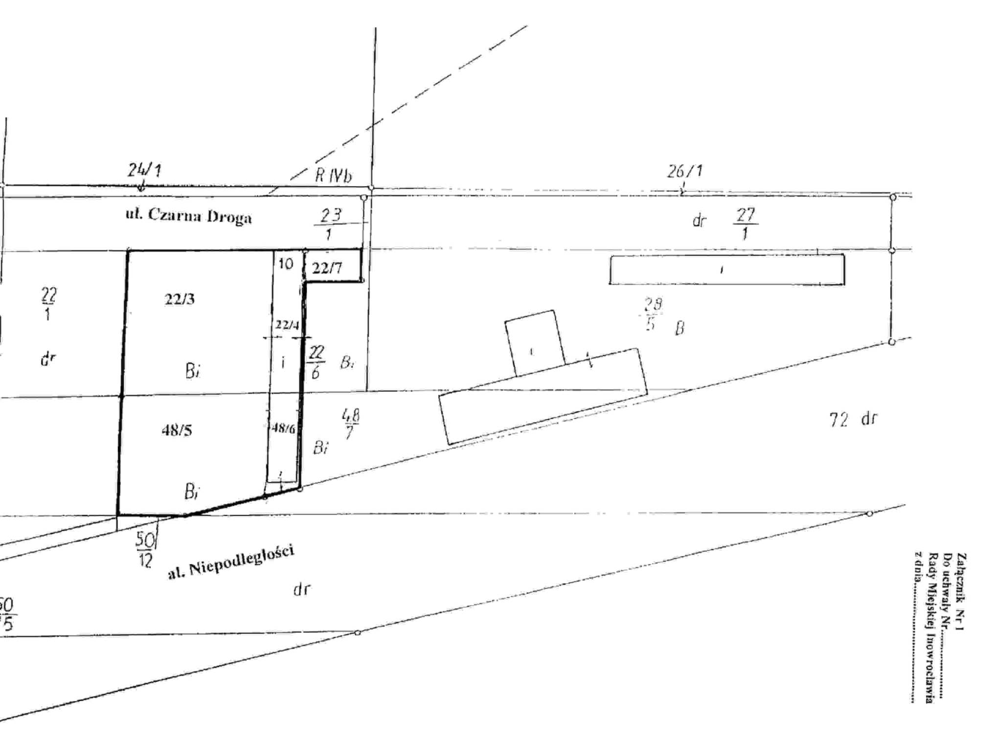 24/1
R IVb
26/1
ul. Czarna Droga
23
1
dr
27
1
10
22/7
22
1
22/3
28
5
B
22/4
dr
Bi
i
22
6
Bi
48/5
48/6
48
7
72 dr
Bi
Bi
50
12
al. Niepodległości
dr
50
5
Załącznik Nr 1
Do uchwały Nr....................
Rady Miejskiej Inowrocławia
z dnia........................................